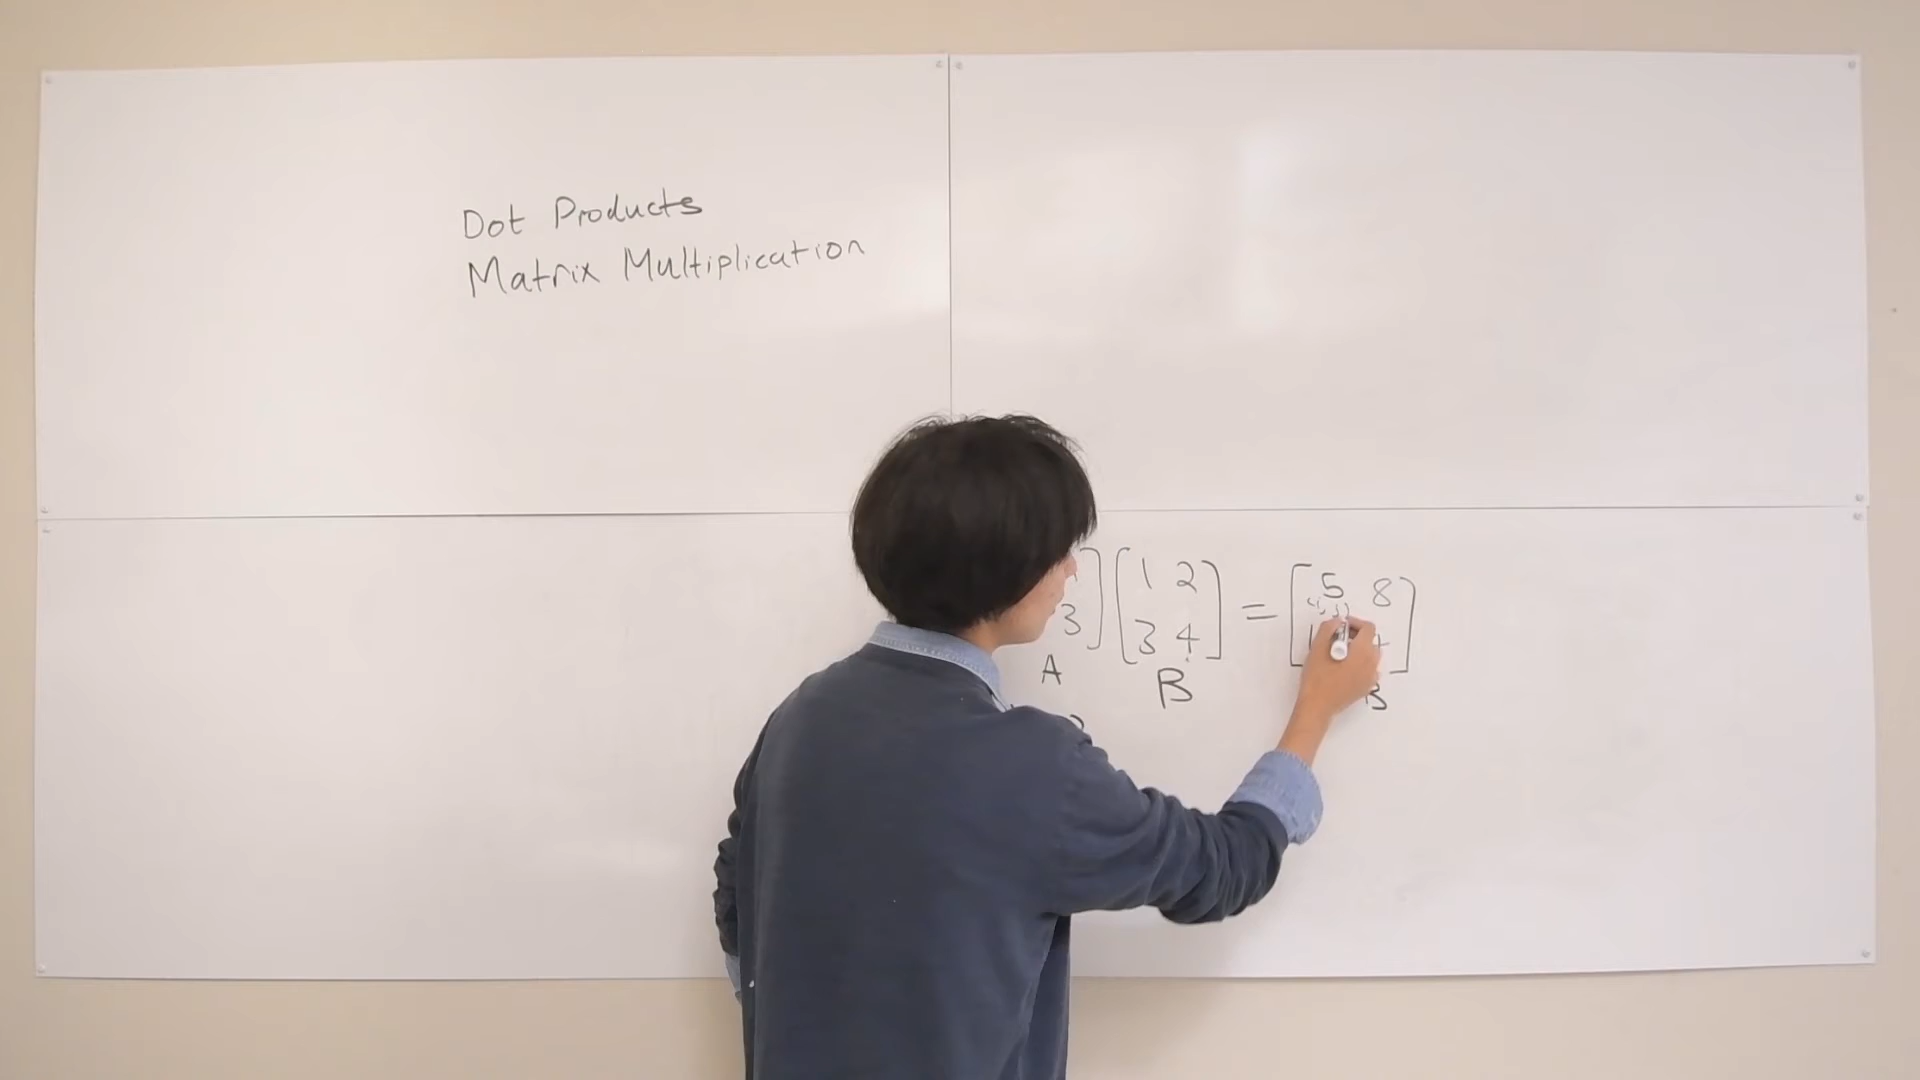 Dot Products
Matrix Multiplication
1 2 5 8
3 3 4 =
A B B